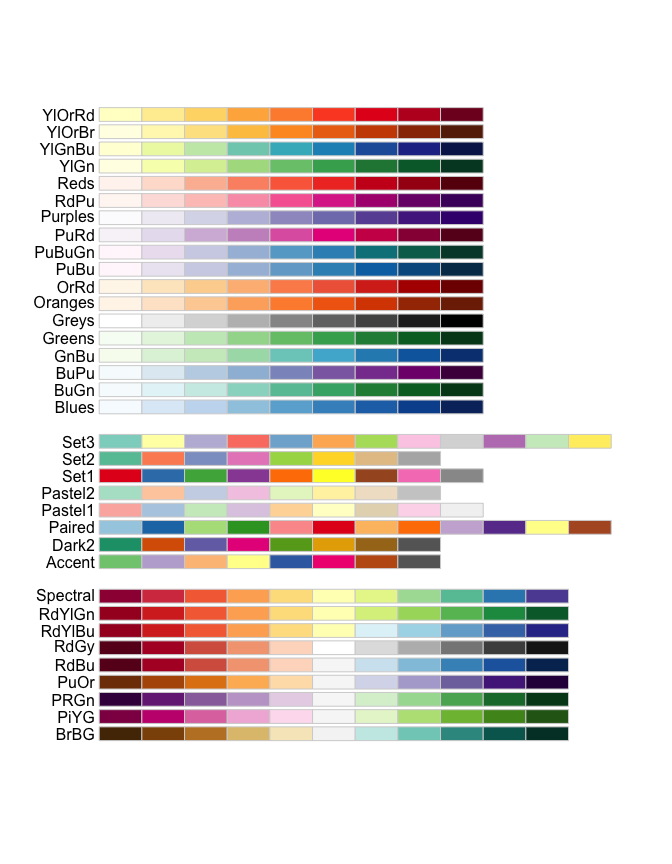 YlOrRd
YlOrBr
YlGnBu
YlGn
Reds
RdPu
Purples
PuRd
PuBuGn
PuBu
OrRd
Oranges
Greys
Greens
GnBu
BuPu
BuGn
Blues
Set3
Set2
Set1
Pastel2
Pastel1
Paired
Dark2
Accent
Spectral
RdYlGn
RdYlBu
RdGy
RdBu
PuOr
PRGn
PiYG
BrBG